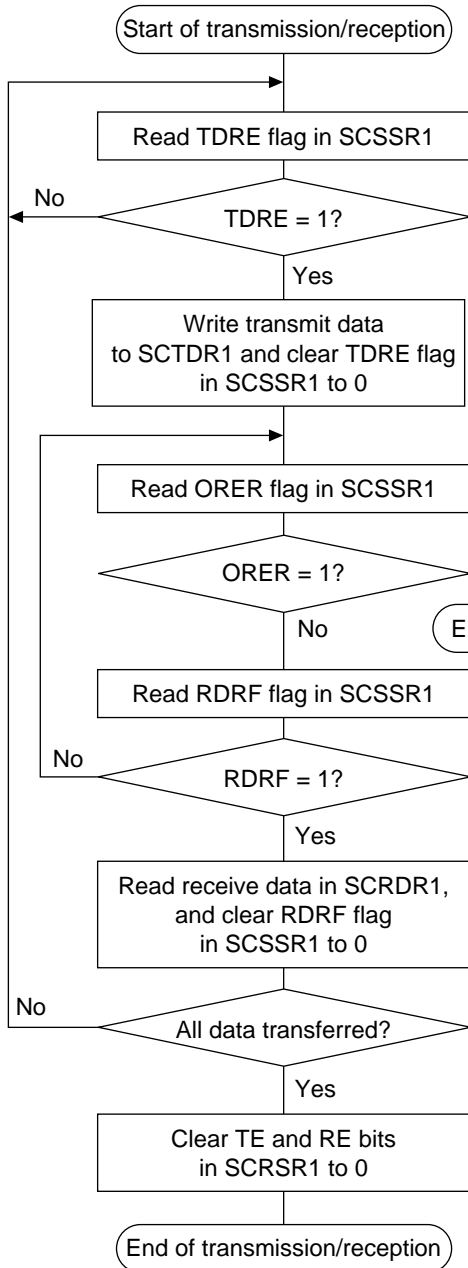 Start of transmission/reception
Read TDRE flag in SCSSR1
No
TDRE = 1?
Yes
Write transmit data
to SCTDR1 and clear TDRE flag
in SCSSR1 to 0
Read ORER flag in SCSSR1
ORER = 1?
No
E
Read RDRF flag in SCSSR1
No
RDRF = 1?
Yes
Read receive data in SCRDR1,
and clear RDRF flag
in SCSSR1 to 0
No
All data transferred?
Yes
Clear TE and RE bits
in SCRSR1 to 0
End of transmission/reception